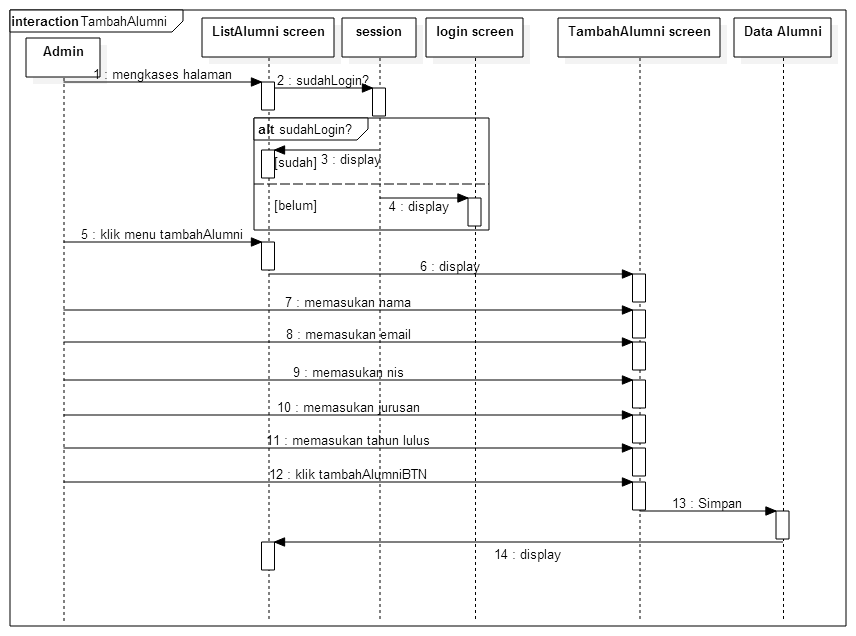 interaction TambahAlumni
Admin
ListAlumni screen
session
login screen
TambahAlumni screen
Data Alumni
1 : mengkases halaman
2 : sudahLogin?
alt sudahLogin?
[sudah]
3 : display
[belum]
4 : display
5 : klik menu tambahAlumni
6 : display
7 : memasukan nama
8 : memasukan email
9 : memasukan nis
10 : memasukan jurusan
11 : memasukan tahun lulus
12 : klik tambahAlumniBTN
13 : Simpan
14 : display